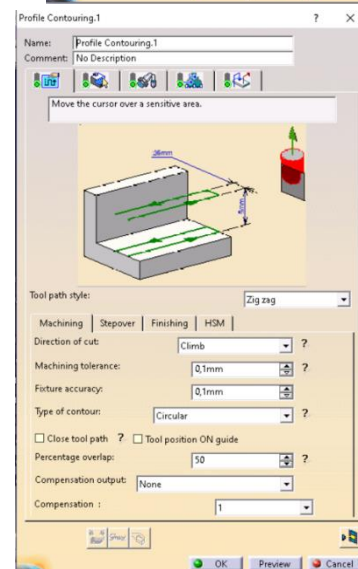 Profile Contouring.1 ? X
Name: Profile Contouring.1
Comment: No Description
Move the cursor over a sensitive area.
Tool path style: Zig zag
Machining Stepover Finishing HSM
Direction of cut: Climb ?
Machining tolerance: 0,1mm ?
Fixture accuracy: 0,1mm ?
Type of contour: Circular ?
Close tool path ? Tool position ON guide
Percentage overlap: 50 ?
Compensation output: None
Compensation : 1
OK Preview Cancel